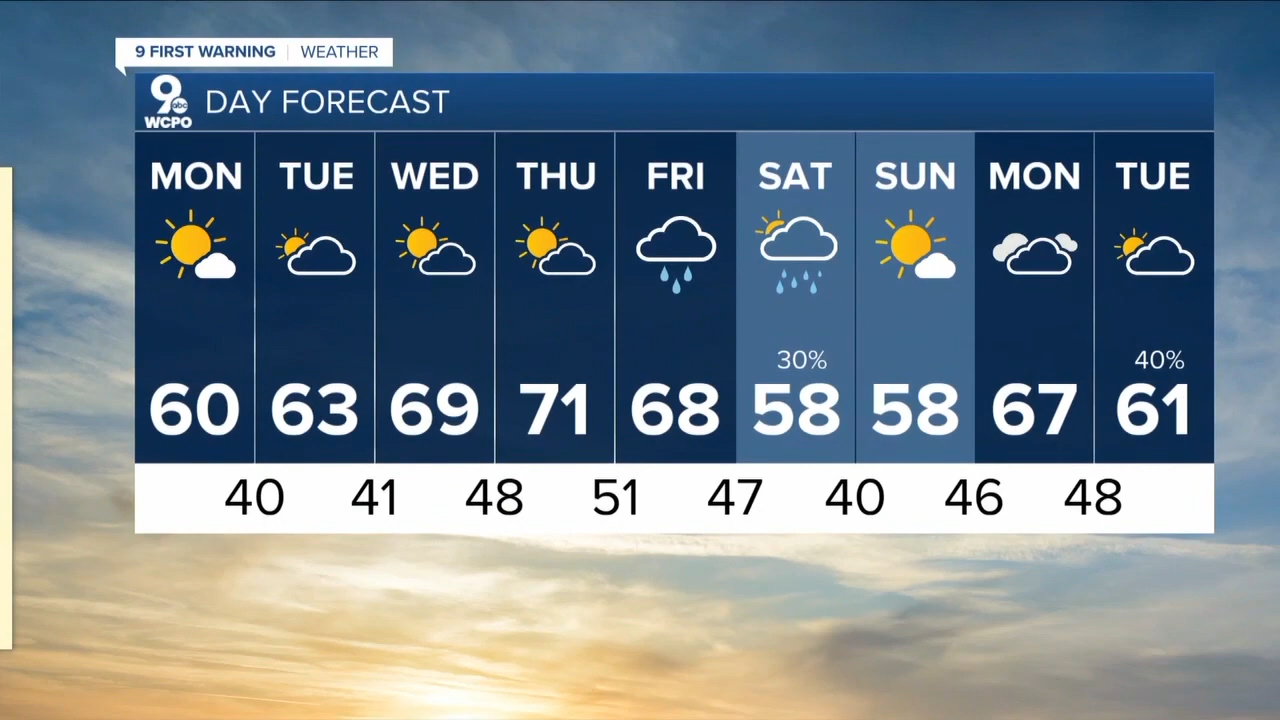 9 FIRST WARNING | WEATHER
9 abc WCPO DAY FORECAST
MON TUE WED THU FRI SAT SUN MON TUE
30% 40%
60 63 69 71 68 58 58 67 61
40 41 48 51 47 40 46 48